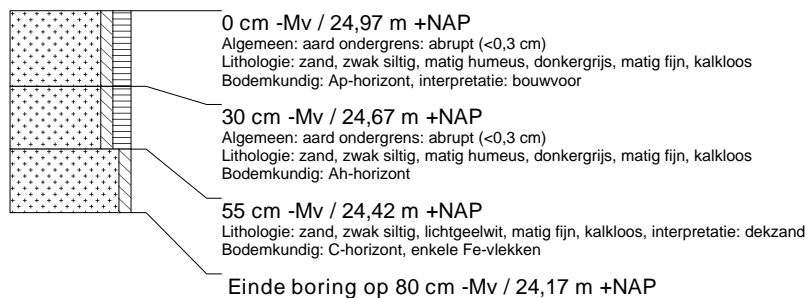 0 cm -Mv / 24,97 m +NAP
Algemeen: aard ondergrens: abrupt (<0,3 cm)
Lithologie: zand, zwak siltig, matig humeus, donkergrijs, matig fijn, kalkloos
Bodemkundig: Ap-horizont, interpretatie: bouwvoor
30 cm -Mv / 24,67 m +NAP
Algemeen: aard ondergrens: abrupt (<0,3 cm)
Lithologie: zand, zwak siltig, matig humeus, donkergrijs, matig fijn, kalkloos
Bodemkundig: Ah-horizont
55 cm -Mv / 24,42 m +NAP
Lithologie: zand, zwak siltig, lichtgeelwit, matig fijn, kalkloos, interpretatie: dekzand
Bodemkundig: C-horizont, enkele Fe-vlekken
Einde boring op 80 cm -Mv / 24,17 m +NAP